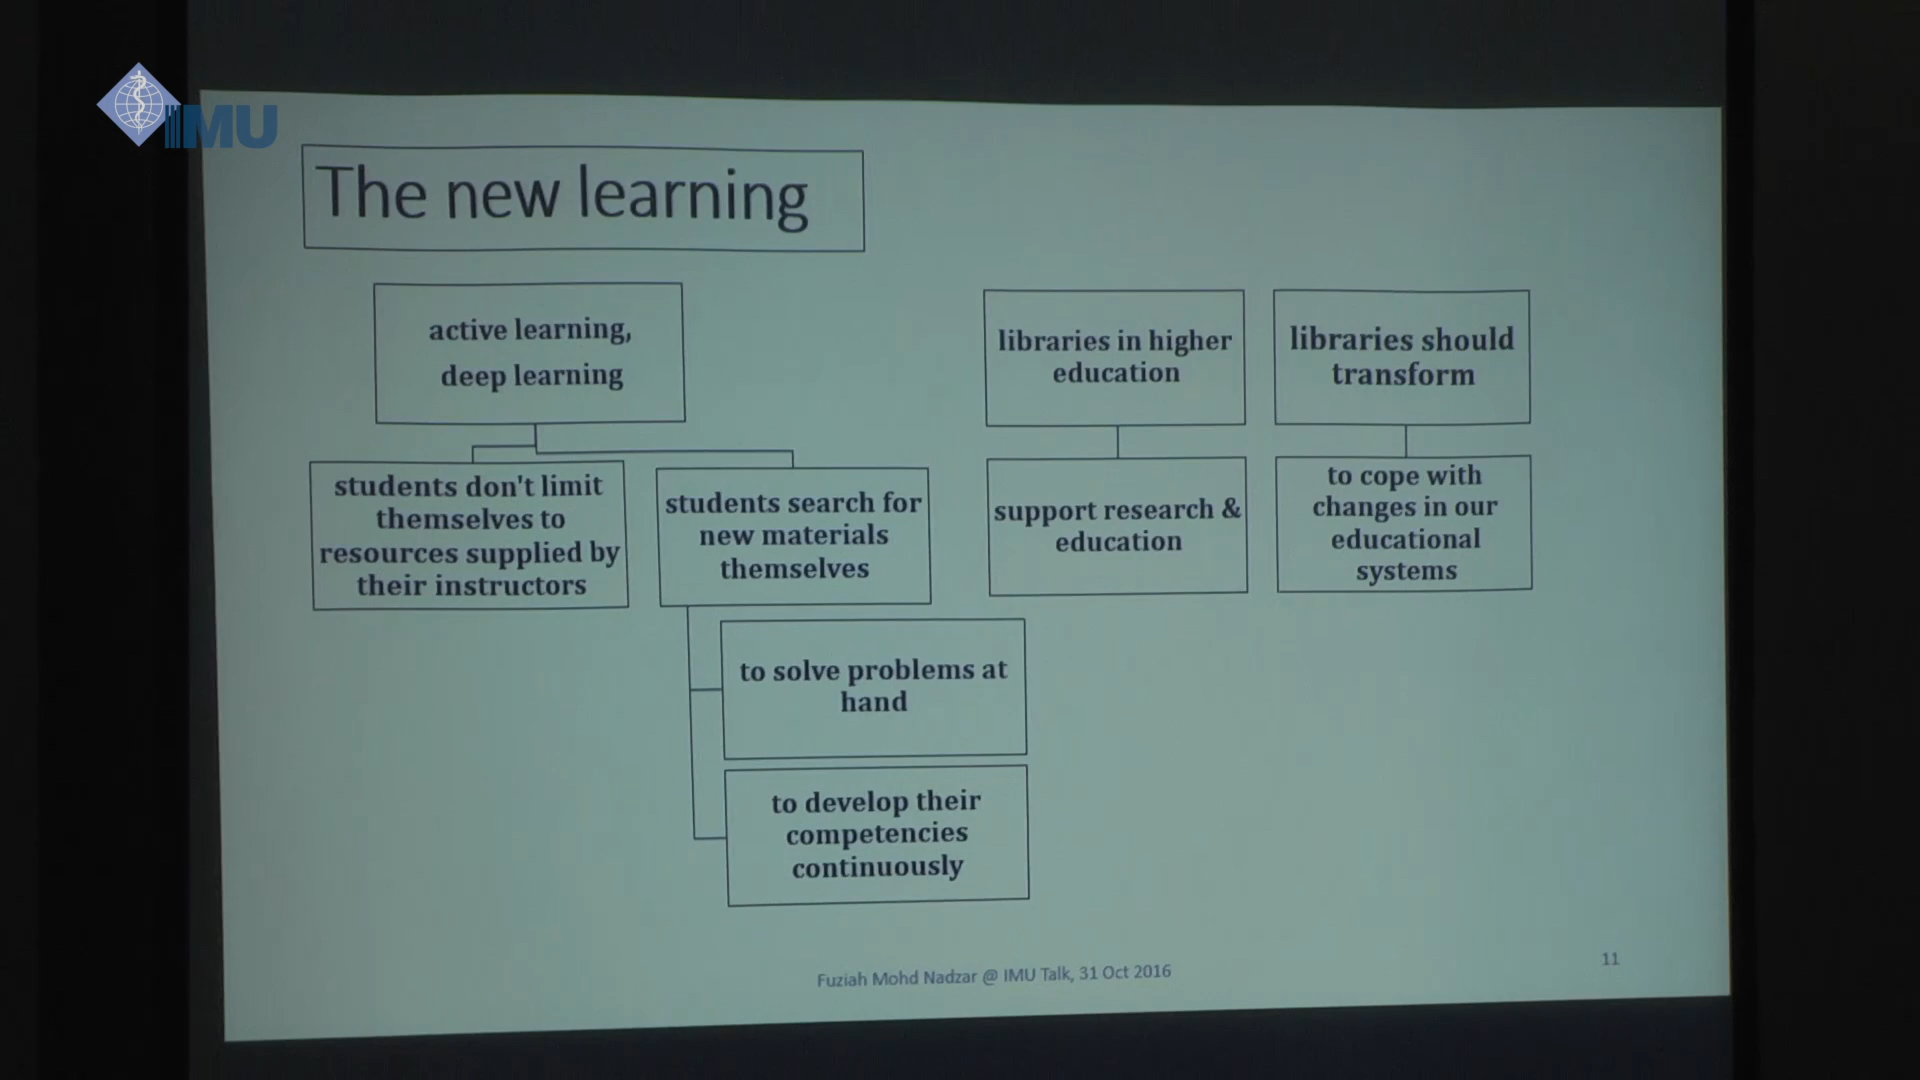 IMU
The new learning
active learning,
deep learning
students don't limit
themselves to
resources supplied by
their instructors
students search for
new materials
themselves
to solve problems at
hand
to develop their
competencies
continuously
libraries in higher
education
support research &
education
libraries should
transform
to cope with
changes in our
educational
systems
Fuziah Mohd Nadzar @ IMU Talk, 31 Oct 2016
11